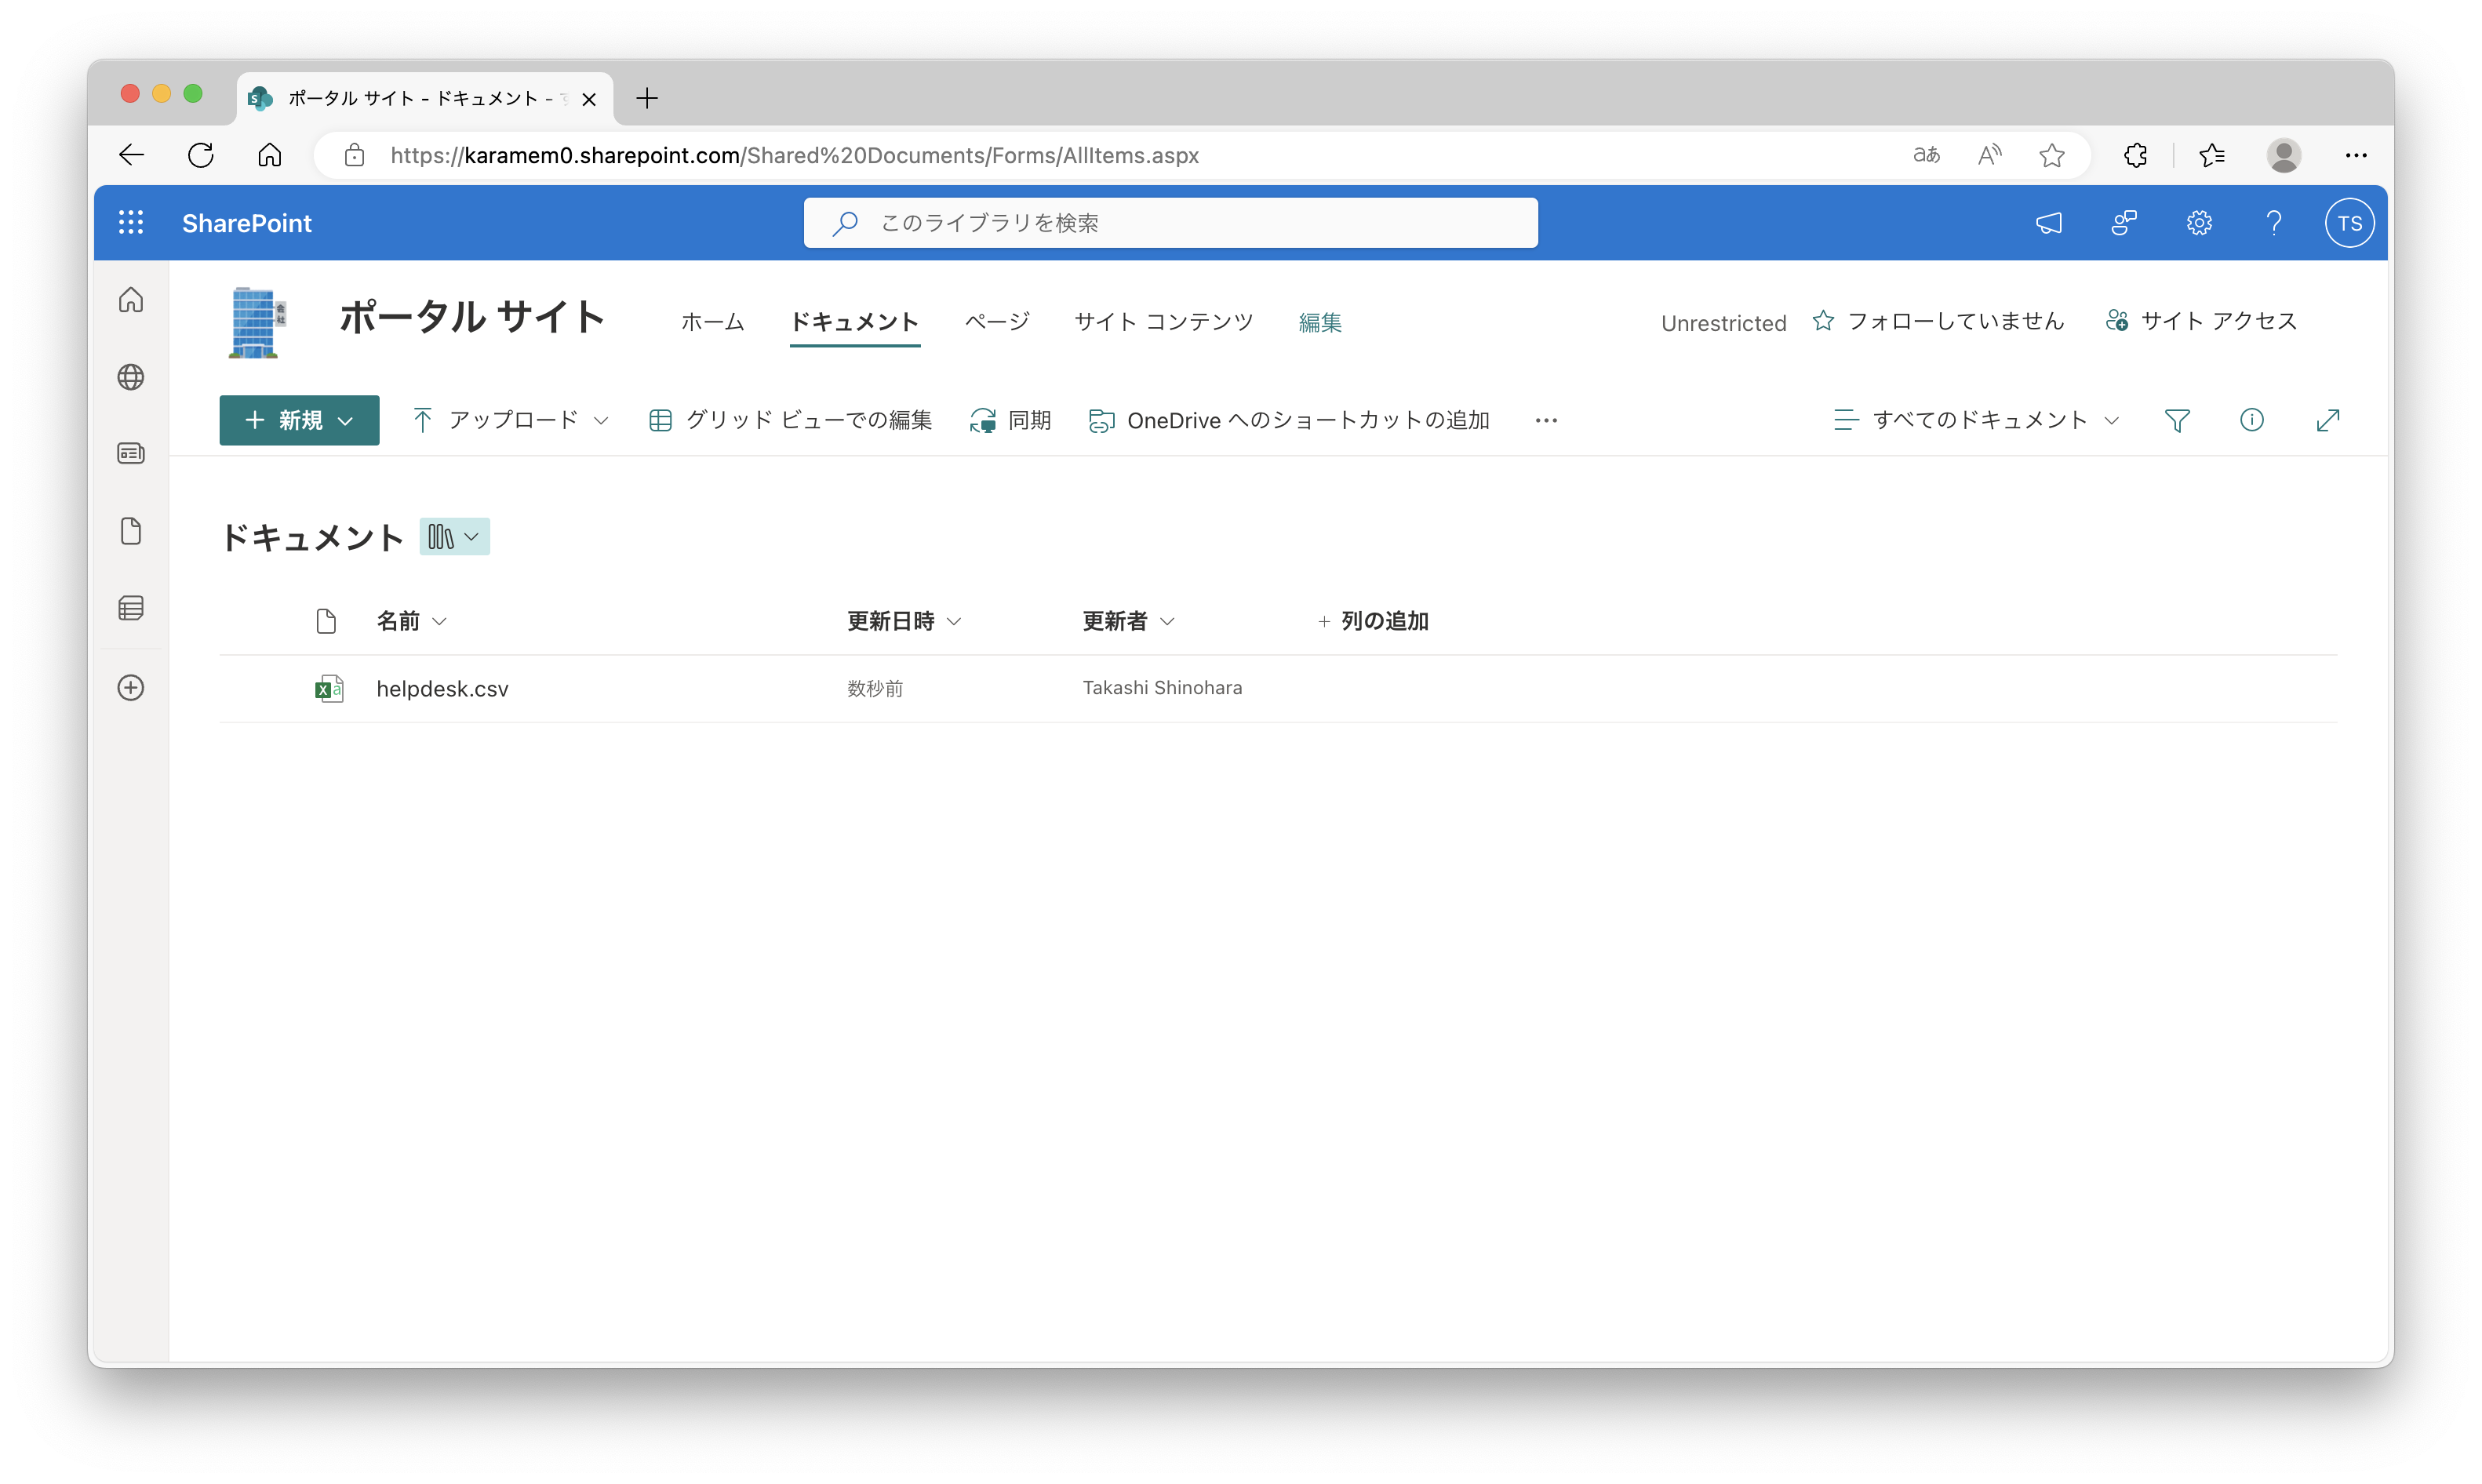 ポータル サイト - ドキュメント -
https://karamem0.sharepoint.com/Shared%20Documents/Forms/AllItems.aspx
aあ
SharePoint
このライブラリを検索
TS
会社
ポータル サイト
ホーム
ドキュメント
ページ
サイト コンテンツ
編集
Unrestricted
フォローしていません
サイト アクセス
新規
アップロード
グリッド ビューでの編集
同期
OneDrive へのショートカットの追加
すべてのドキュメント
ドキュメント
名前
更新日時
更新者
列の追加
helpdesk.csv
数秒前
Takashi Shinohara